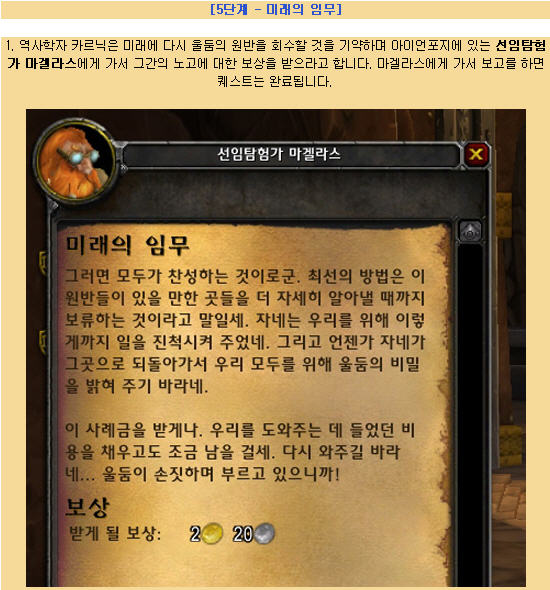 [5단계 - 미래의 임무]
1. 역사학자 카르닉은 미래에 다시 울둠의 원반을 회수할 것을 기약하며 아이언포지에 있는 선임탐험
가 마겔라스에게 가서 그간의 노고에 대한 보상을 받으라고 합니다. 마겔라스에게 가서 보고를 하면
퀘스트는 완료됩니다.
선임탐험가 마겔라스
미래의 임무
그러면 모두가 찬성하는 것이로군. 최선의 방법은 이
원반들이 있을 만한 곳들을 더 자세히 알아낼 때까지
보류하는 것이라고 말일세. 자네는 우리를 위해 이렇
게까지 일을 진척시켜 주었네. 그리고 언젠가 자네가
그곳으로 되돌아가서 우리 모두를 위해 울둠의 비밀
을 밝혀 주기 바라네.
이 사례금을 받게나. 우리를 도와주는 데 들었던 비
용을 채우고도 조금 남을 걸세. 다시 와주길 바라
네... 울둠이 손짓하며 부르고 있으니까!
보상
받게 될 보상: 2 20